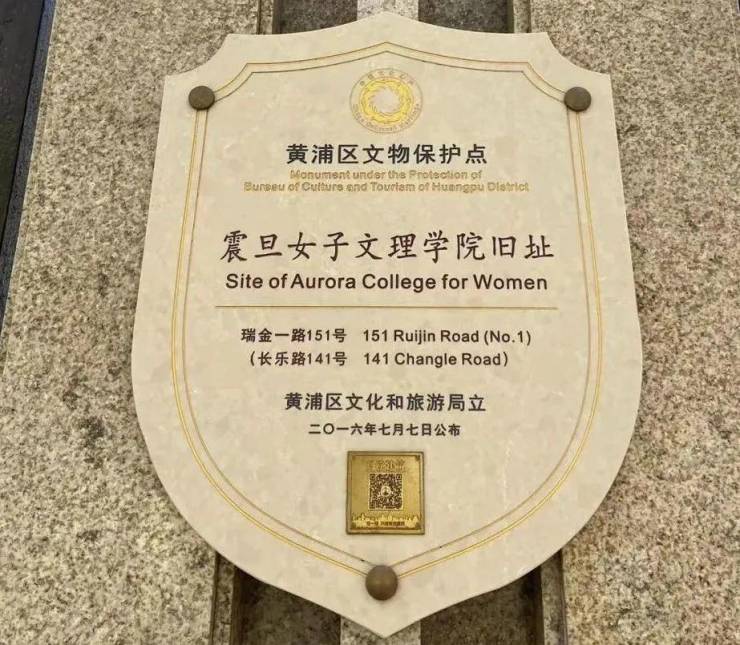 黄浦区文物保护点
Monument under the Protection of
Bureau of Culture and Tourism of Huangpu District
震旦女子文理学院旧址
Site of Aurora College for Women
瑞金一路151号 151 Ruijin Road (No.1)
(长乐路141号 141 Changle Road)
黄浦区文化和旅游局立
二〇一六年七月七日公布